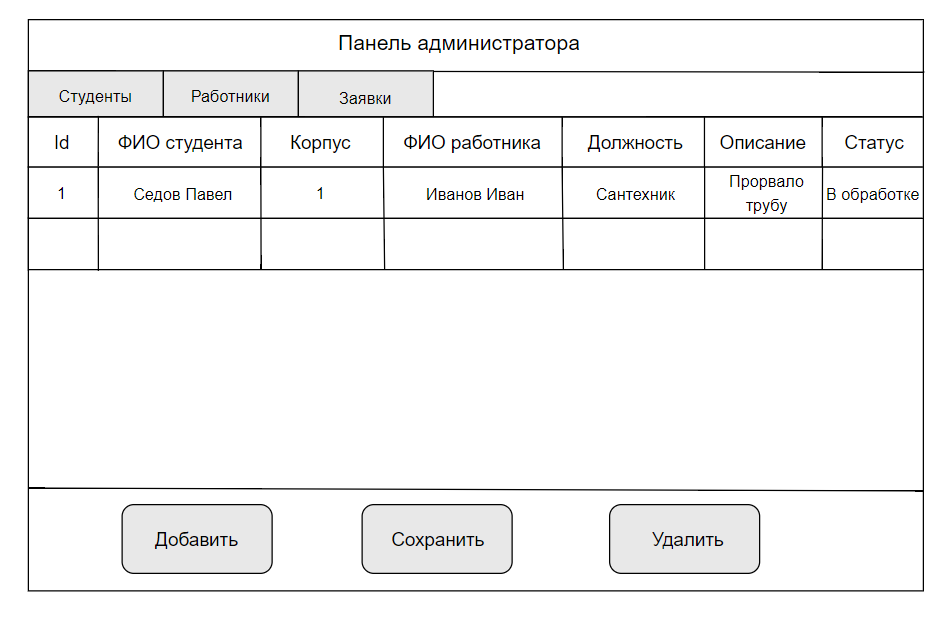 Панель администратора
Студенты Работники Заявки
Id ФИО студента Корпус ФИО работника Должность Описание Статус
1 Седов Павел 1 Иванов Иван Сантехник Прорвало трубу В обработке
Добавить Сохранить Удалить